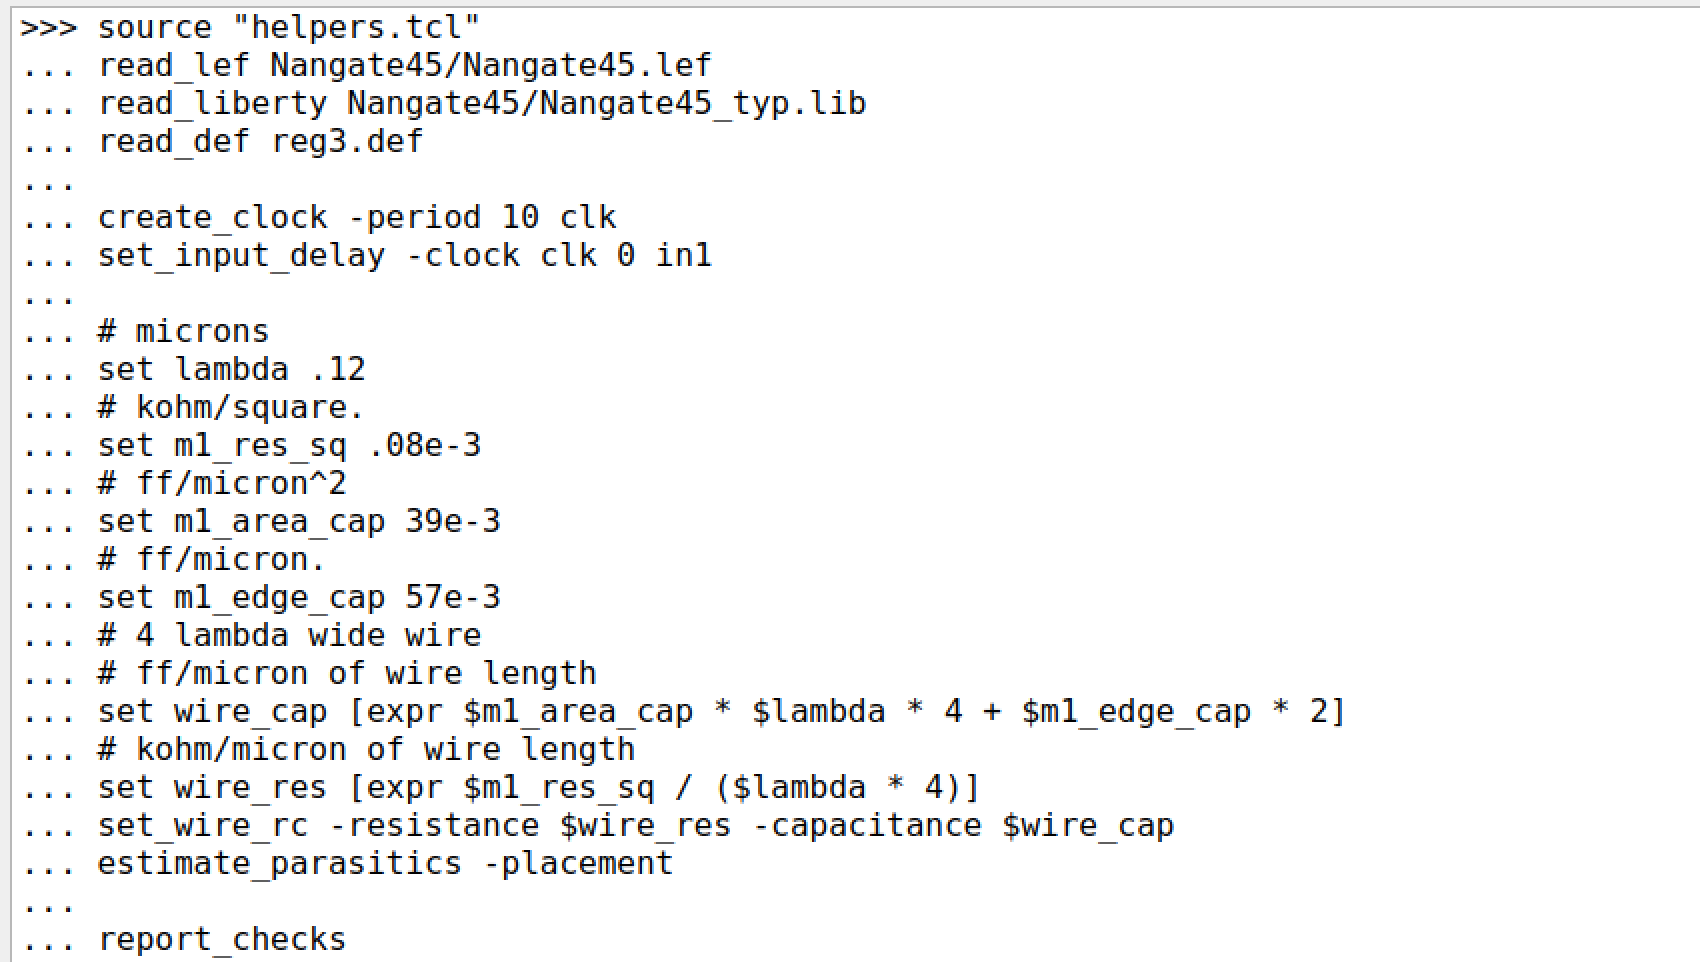 >>> source "helpers.tcl"
... read_lef Nangate45/Nangate45.lef
... read_liberty Nangate45/Nangate45_typ.lib
... read_def reg3.def
...
... create_clock -period 10 clk
... set_input_delay -clock clk 0 in1
...
... # microns
... set lambda .12
... # kohm/square.
... set m1_res_sq .08e-3
... # ff/micron^2
... set m1_area_cap 39e-3
... # ff/micron.
... set m1_edge_cap 57e-3
... # 4 lambda wide wire
... # ff/micron of wire length
... set wire_cap [expr $m1_area_cap * $lambda * 4 + $m1_edge_cap * 2]
... # kohm/micron of wire length
... set wire_res [expr $m1_res_sq / ($lambda * 4)]
... set_wire_rc -resistance $wire_res -capacitance $wire_cap
... estimate_parasitics -placement
...
... report_checks